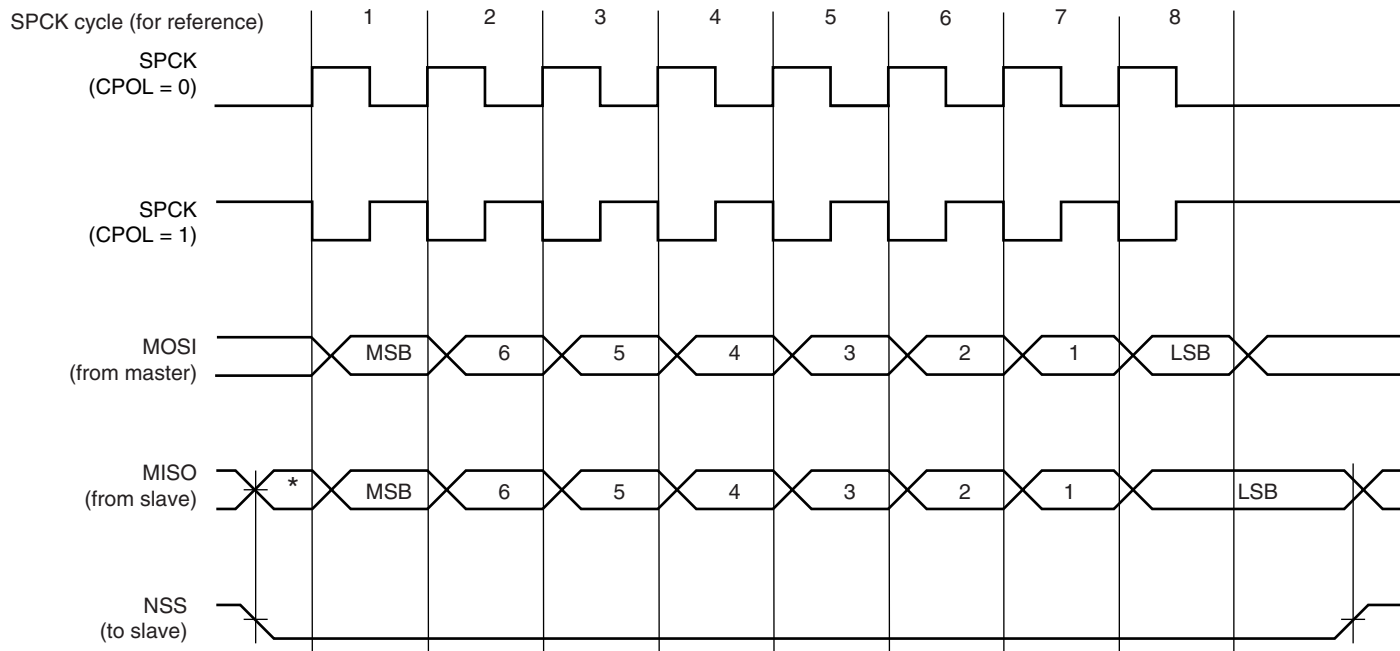 SPCK cycle (for reference) 1 2 3 4 5 6 7 8
SPCK
(CPOL = 0)
SPCK
(CPOL = 1)
MOSI
(from master)
MSB 6 5 4 3 2 1 LSB
MISO
(from slave)
* MSB 6 5 4 3 2 1 LSB
NSS
(to slave)